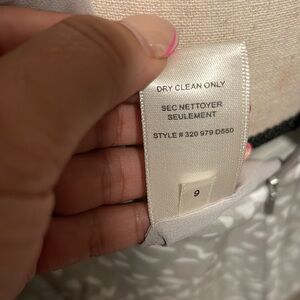 DRY CLEAN ONLY
SEC NETTOYER
SEULEMENT
STYLE # 320 979 D550
9